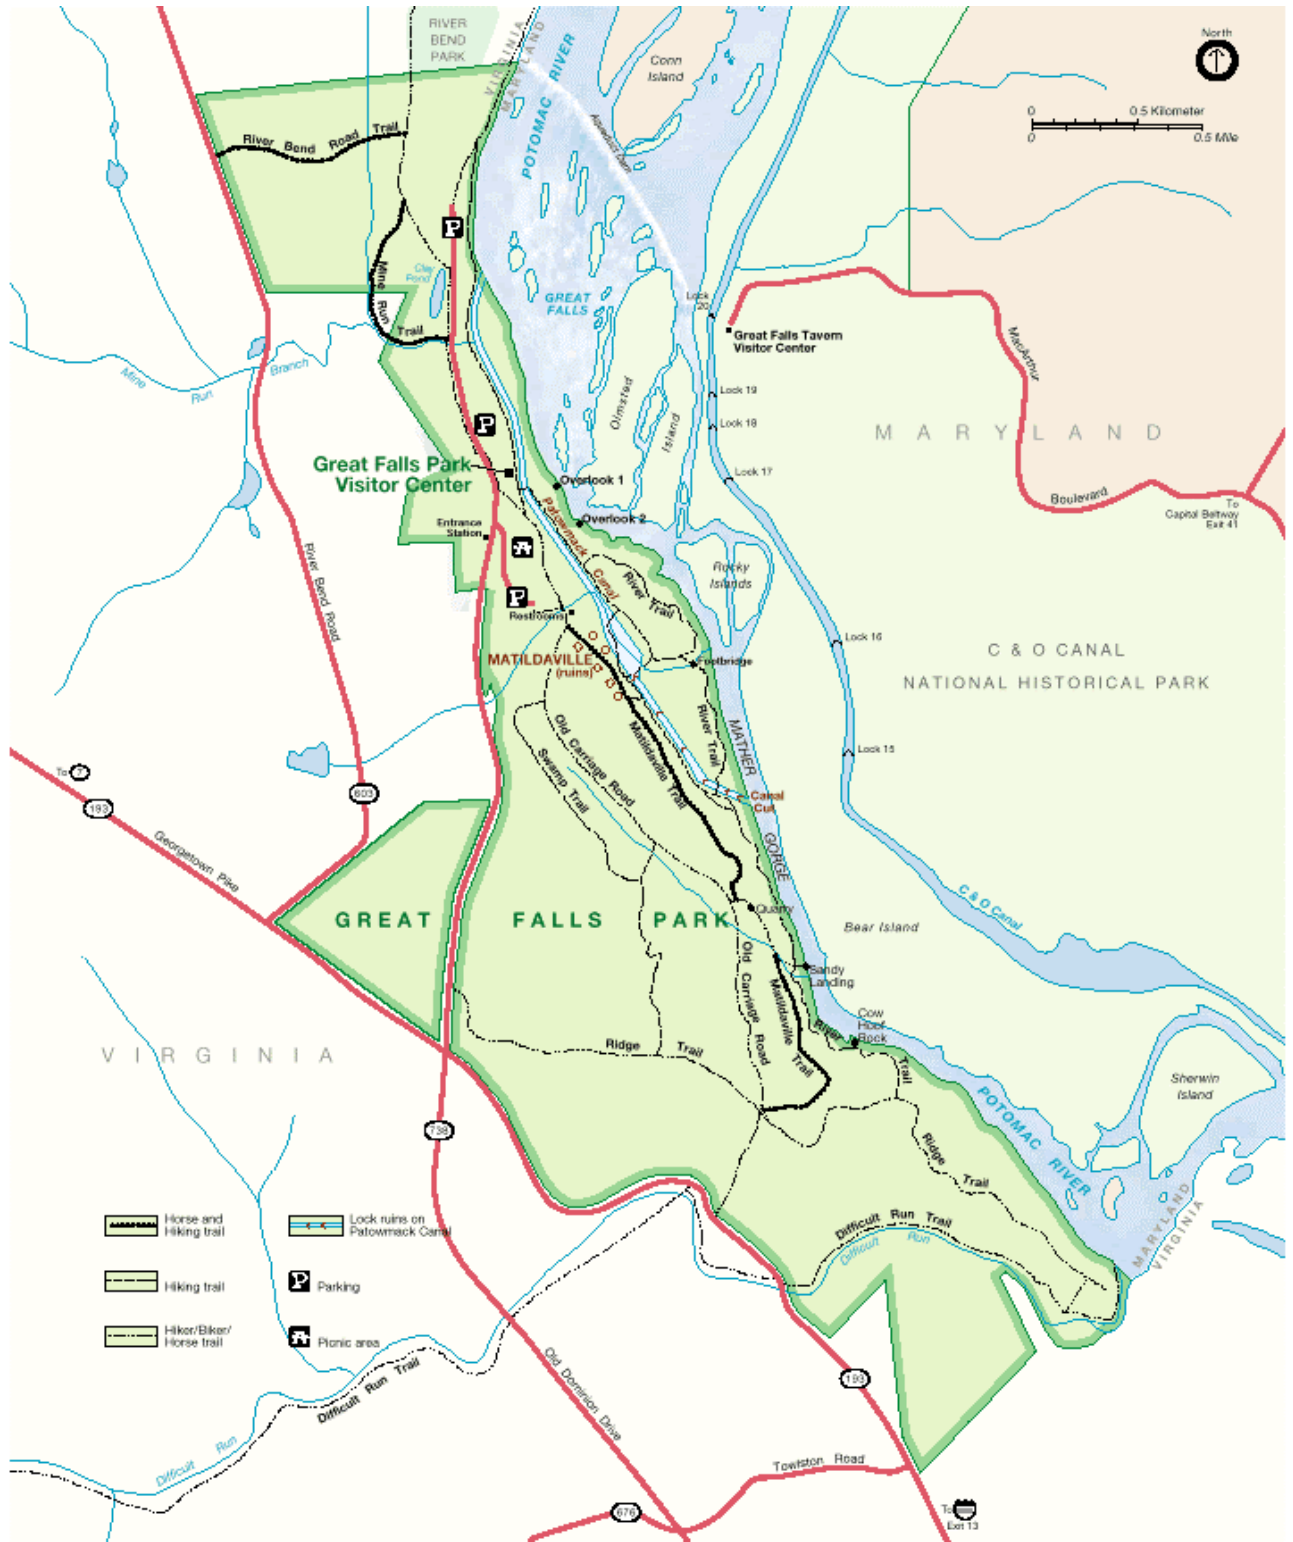 RIVER
BEND
PARK
VIRGINIA
MARYLAND
POTOMAC RIVER
Conn
Island
North
0 0.5 Kilometer
0 0.5 Mile
Aqueduct Dam
River Bend Road Trail
P
Clay
Pond
Mine Run Trail
GREAT
FALLS
Lock
20
Great Falls Tavern
Visitor Center
MacArthur
Mine Run Branch
Olmsted
Island
Lock 19
Lock 18
MARYLAND
P
Great Falls Park
Visitor Center
Overlook 1
Lock 17
Boulevard
To
Capital Beltway
Exit 41
Overlook 2
Entrance
Station
Patowmack Canal
River Bend Road
Rocky
Islands
River Trail
P
Restrooms
Lock 16
C & O CANAL
NATIONAL HISTORICAL PARK
MATILDAVILLE
(ruins)
Footbridge
River Trail
MATHER
GORGE
Old Carriage Road
Matildaville Trail
Swamp Trail
Lock 15
To 7
193
603
Canal
Cut
Georgetown Pike
GREAT FALLS PARK
Quarry
Bear Island
C & O Canal
Old Carriage Road
Matildaville Trail
Sandy
Landing
Cow
Hoof
Rock
River Trail
VIRGINIA
Ridge Trail
Sherwin
Island
POTOMAC RIVER
738
Ridge Trail
MARYLAND
VIRGINIA
Difficult Run Trail
Difficult Run
Horse and
Hiking trail
Lock ruins on
Patowmack Canal
Hiking trail
P Parking
Hiker/Biker/
Horse trail
Picnic area
193
Difficult Run Trail
Old Dominion Drive
Difficult Run
Towlston Road
676
To
Exit 13